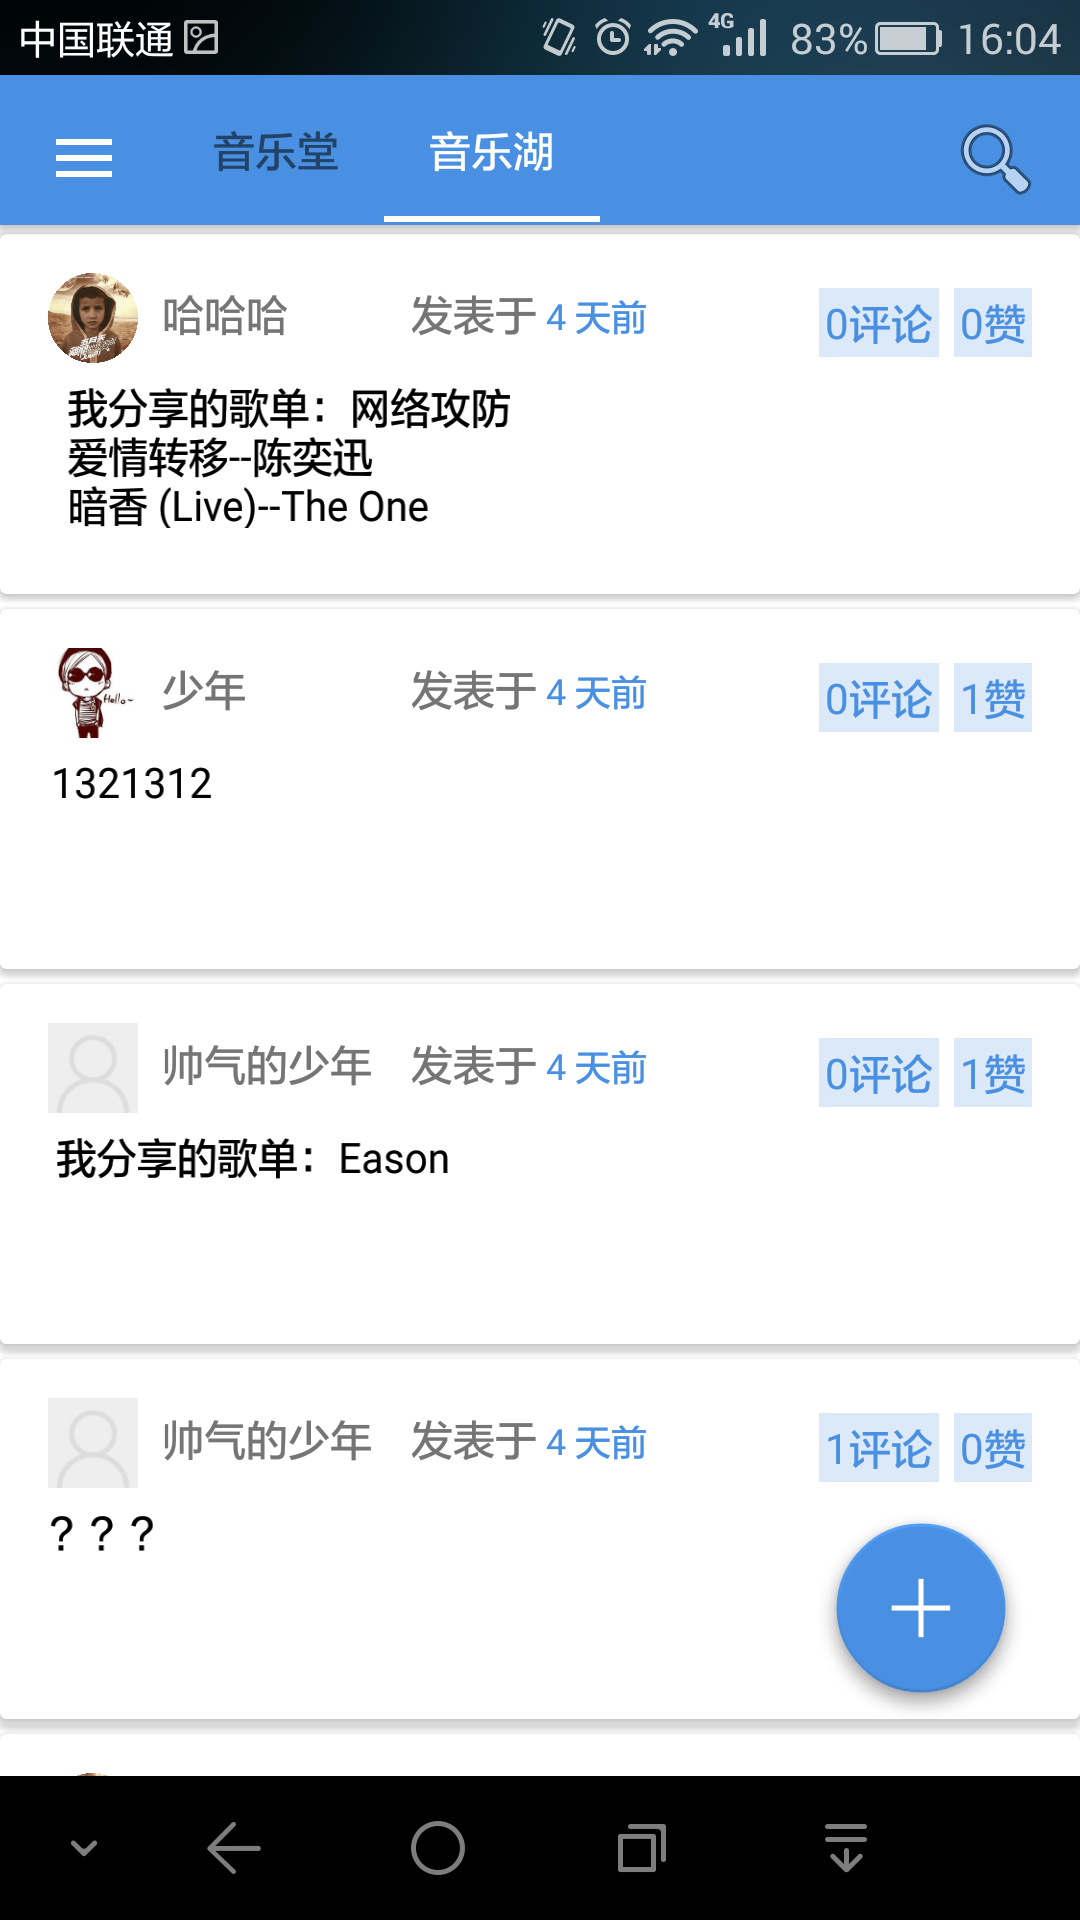 中国联通 4G 83% 16:04
音乐堂 音乐湖
哈哈哈 发表于 4 天前 0评论 0赞
我分享的歌单：网络攻防
爱情转移--陈奕迅
暗香 (Live)--The One
少年 发表于 4 天前 0评论 1赞
Hello~
1321312
帅气的少年 发表于 4 天前 0评论 1赞
我分享的歌单：Eason
帅气的少年 发表于 4 天前 1评论 0赞
？？？